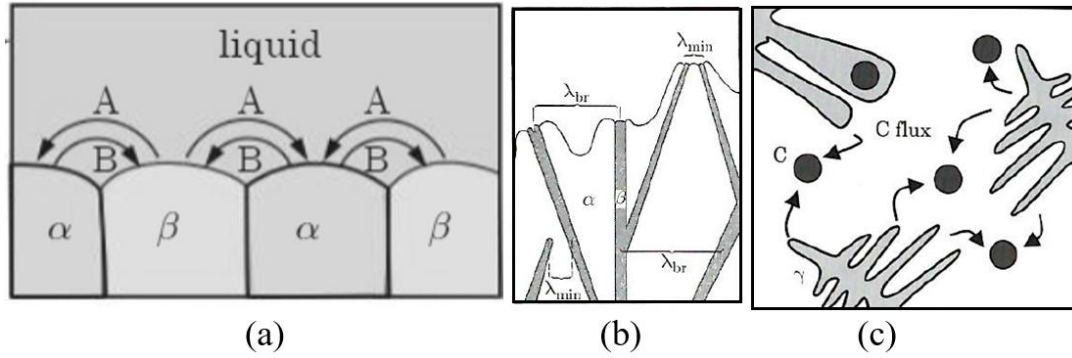 liquid
A A A
B B B
α β α β
(a)
λmin
λbr
α β
λbr
λmin
(b)
C flux
C
γ
(c)